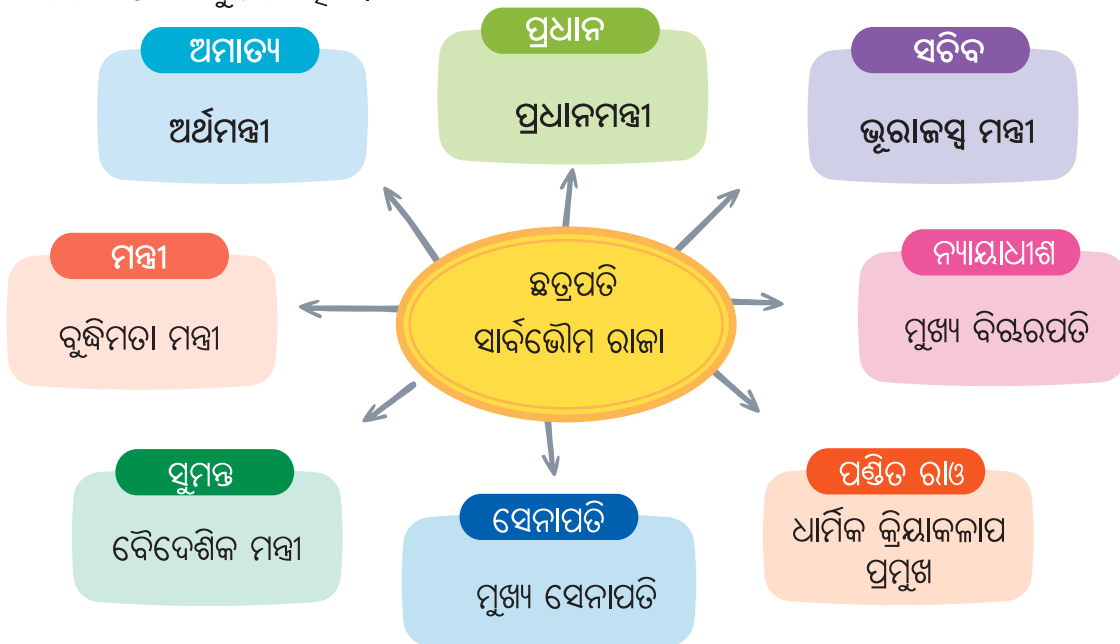 ଅମାତ୍ୟ
ଅର୍ଥମନ୍ତ୍ରୀ
ପ୍ରଧାନ
ପ୍ରଧାନମନ୍ତ୍ରୀ
ସଚିବ
ଭୂରାଜସ୍ୱ ମନ୍ତ୍ରୀ
ମନ୍ତ୍ରୀ
ବୁଦ୍ଧିମତା ମନ୍ତ୍ରୀ
ଛତ୍ରପତି
ସାର୍ବଭୌମ ରାଜା
ନ୍ୟାୟାଧୀଶ
ମୁଖ୍ୟ ବିଚାରପତି
ସୁମନ୍ତ
ବୈଦେଶିକ ମନ୍ତ୍ରୀ
ସେନାପତି
ମୁଖ୍ୟ ସେନାପତି
ପଣ୍ଡିତ ରାଓ
ଧାର୍ମିକ କ୍ରିୟାକଳାପ
ପ୍ରମୁଖ